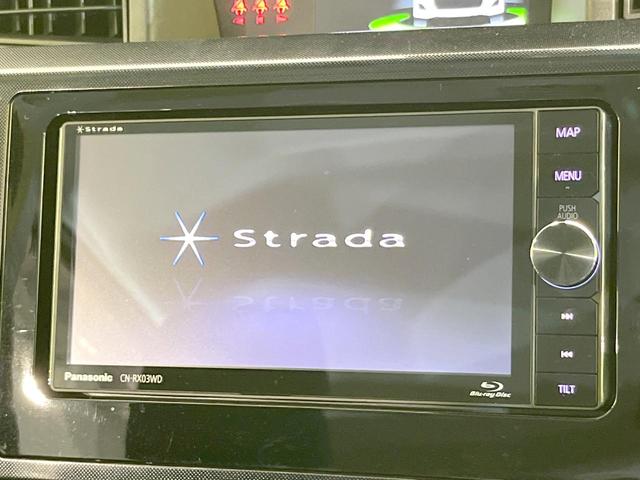 Strada
MAP
MENU
PUSH
AUDIO
Strada
TILT
Panasonic CN-RX03WD
Blu-ray Disc